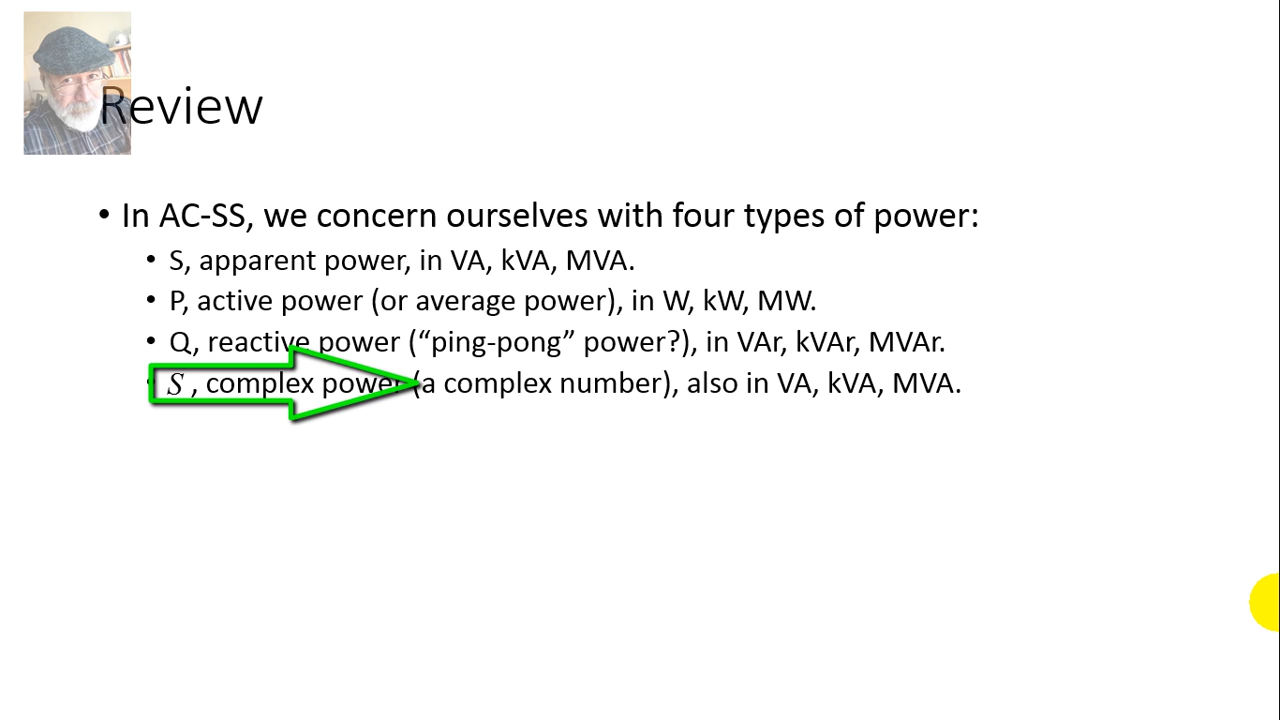 Review
• In AC-SS, we concern ourselves with four types of power:
• S, apparent power, in VA, kVA, MVA.
• P, active power (or average power), in W, kW, MW.
• Q, reactive power (“ping-pong” power?), in VAr, kVAr, MVAr.
• S , complex power (a complex number), also in VA, kVA, MVA.